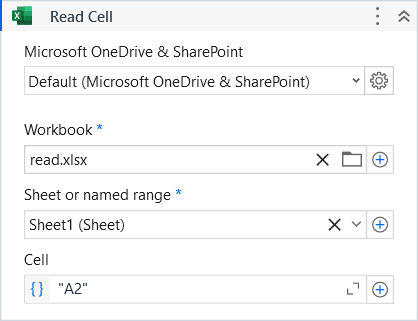 Read Cell
Microsoft OneDrive & SharePoint
Default (Microsoft OneDrive & SharePoint)
Workbook *
read.xlsx
Sheet or named range *
Sheet1 (Sheet)
Cell
"A2"